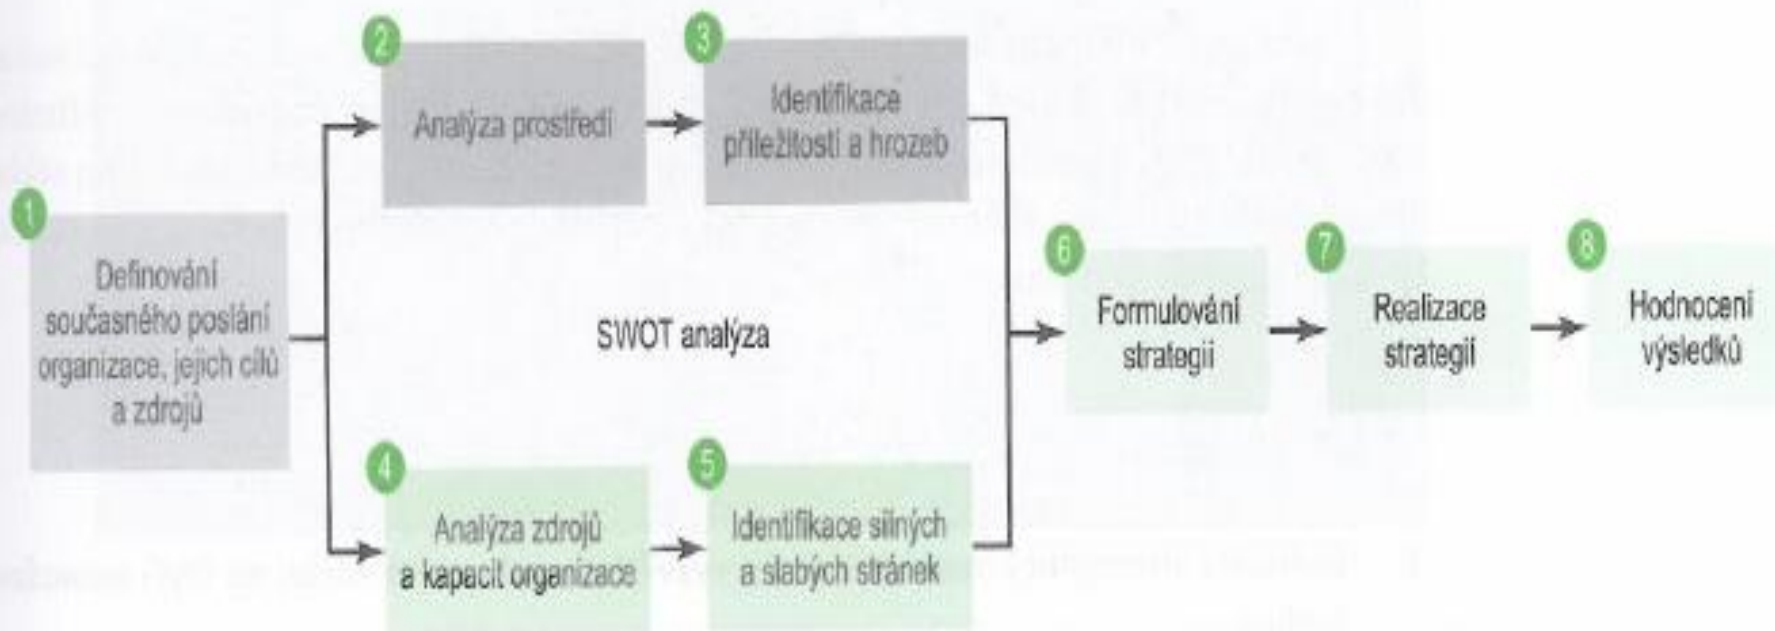 1
Definování
současného poslání
organizace, jejich cílů
a zdrojů
2
Analýza prostředí
3
Identifikace
příležitostí a hrozeb
SWOT analýza
4
Analýza zdrojů
a kapacit organizace
5
Identifikace silných
a slabých stránek
6
Formulování
strategií
7
Realizace
strategií
8
Hodnocení
výsledků